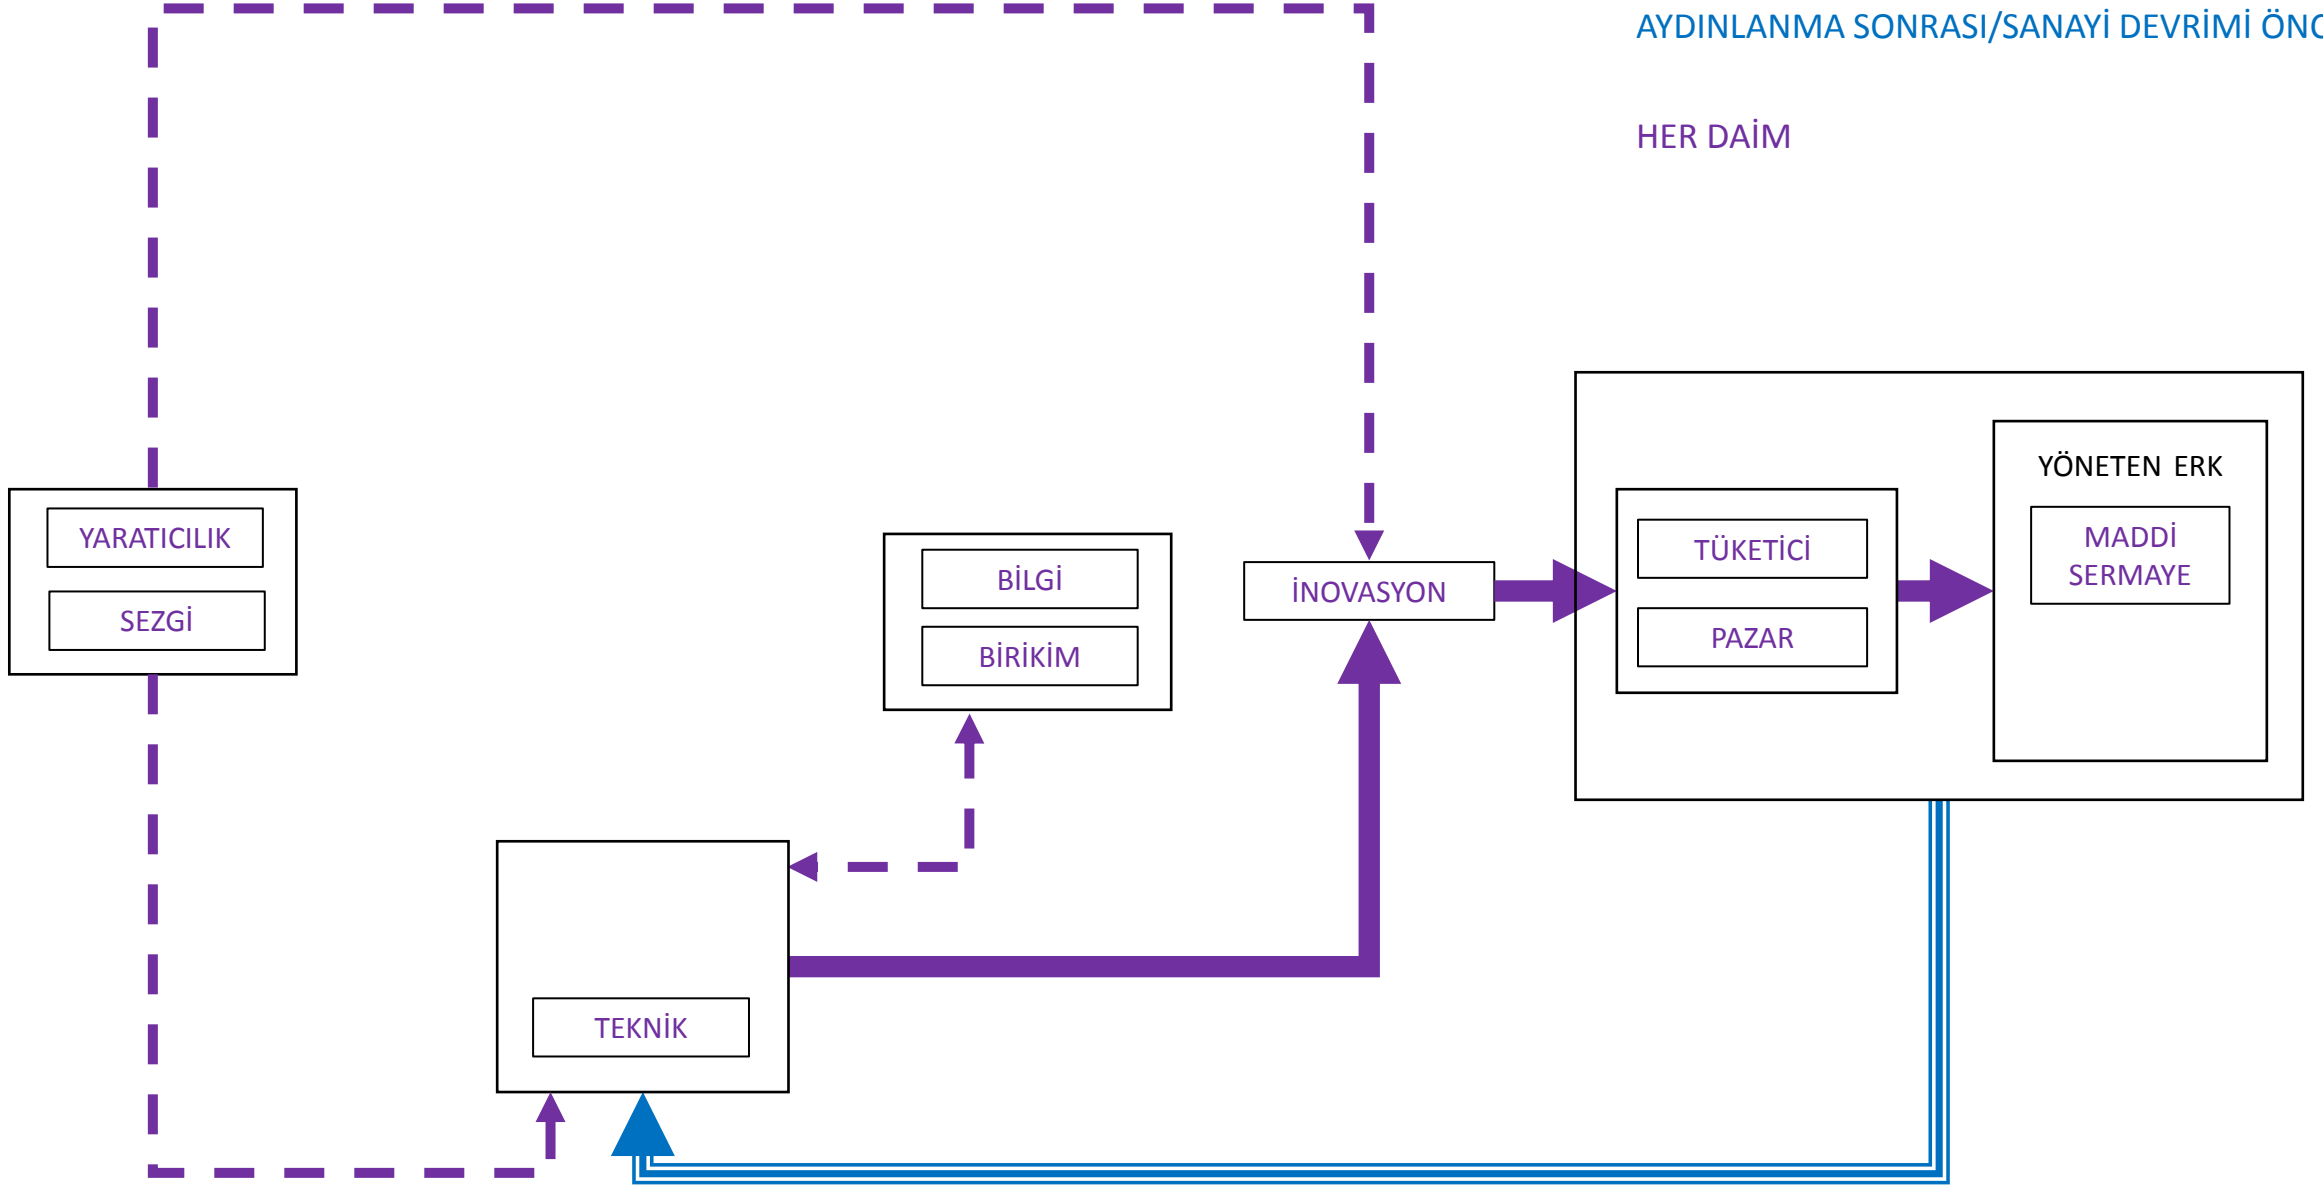 AYDINLANMA SONRASI/SANAYİ DEVRİMİ
HER DAİM
YÖNETEN ERK
YARATICILIK
SEZGİ
BİLGİ
BİRİKİM
İNOVASYON
TÜKETİCİ
PAZAR
MADDİ
SERMAYE
TEKNİK